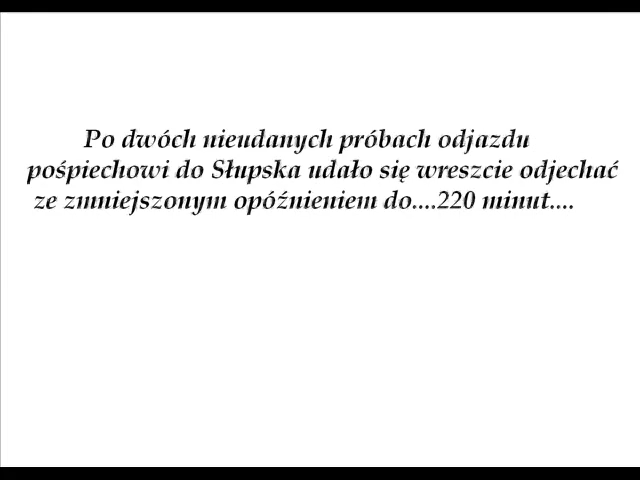 Po dwóch nieudanych próbach odjazdu
pośpiechowi do Słupska udało się wreszcie odjechać
ze zmniejszonym opóźnieniem do....220 minut....